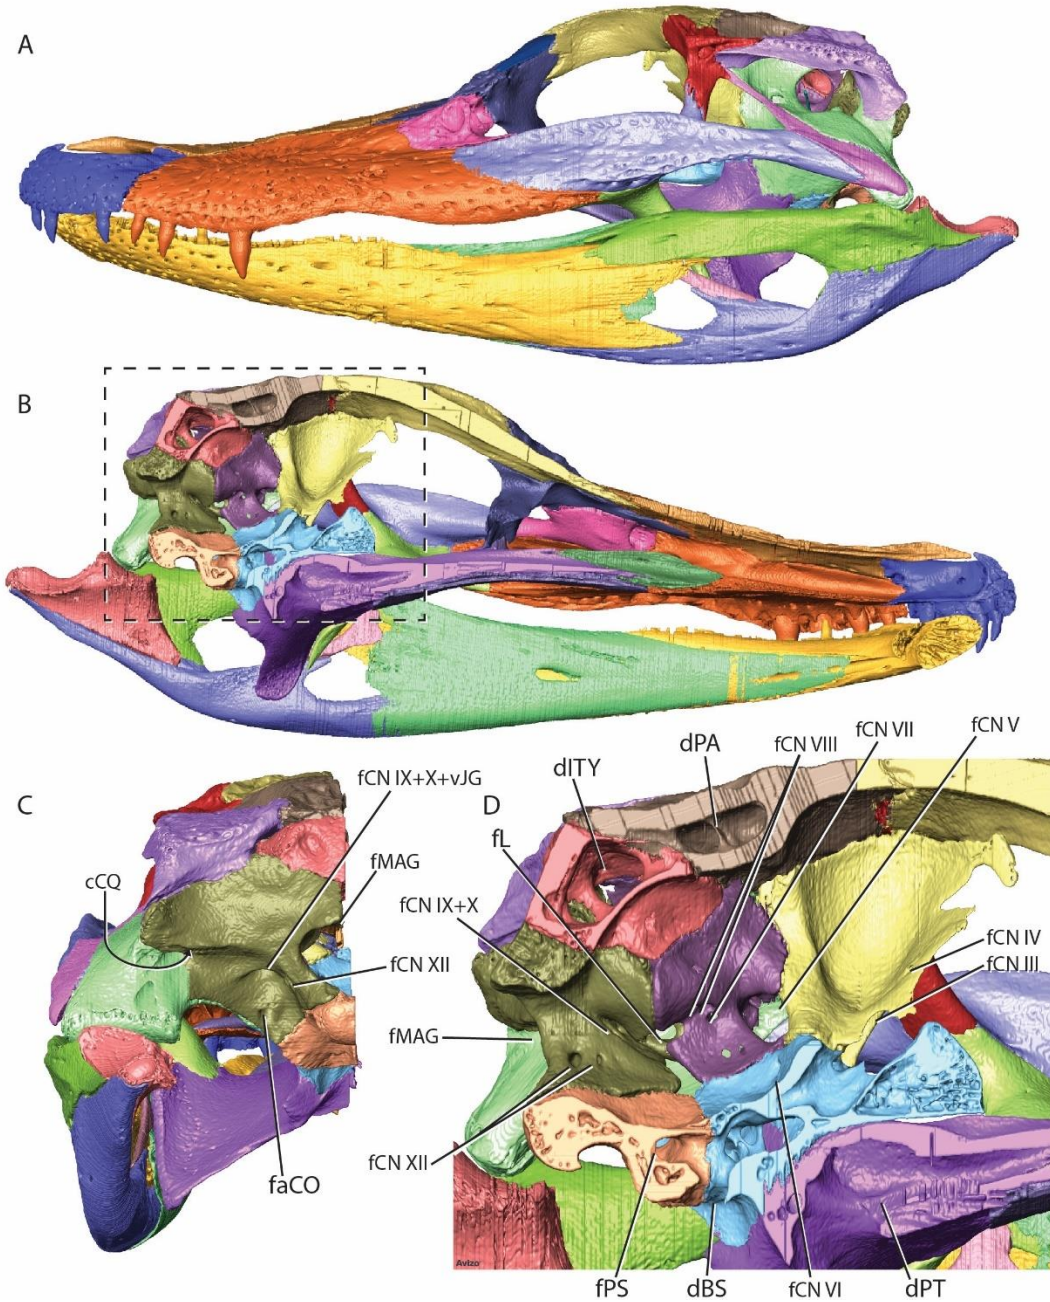 A
B
C
fCN IX+X+vJG
fMAG
cCQ
fCN XII
fMAG
fCN XII
faCO
D
dITY
dPA
fCN VIII
fCN VII
fCN V
fL
fCN IX+X
fCN IV
fCN III
Avizo
fPS
dBS
fCN VI
dPT